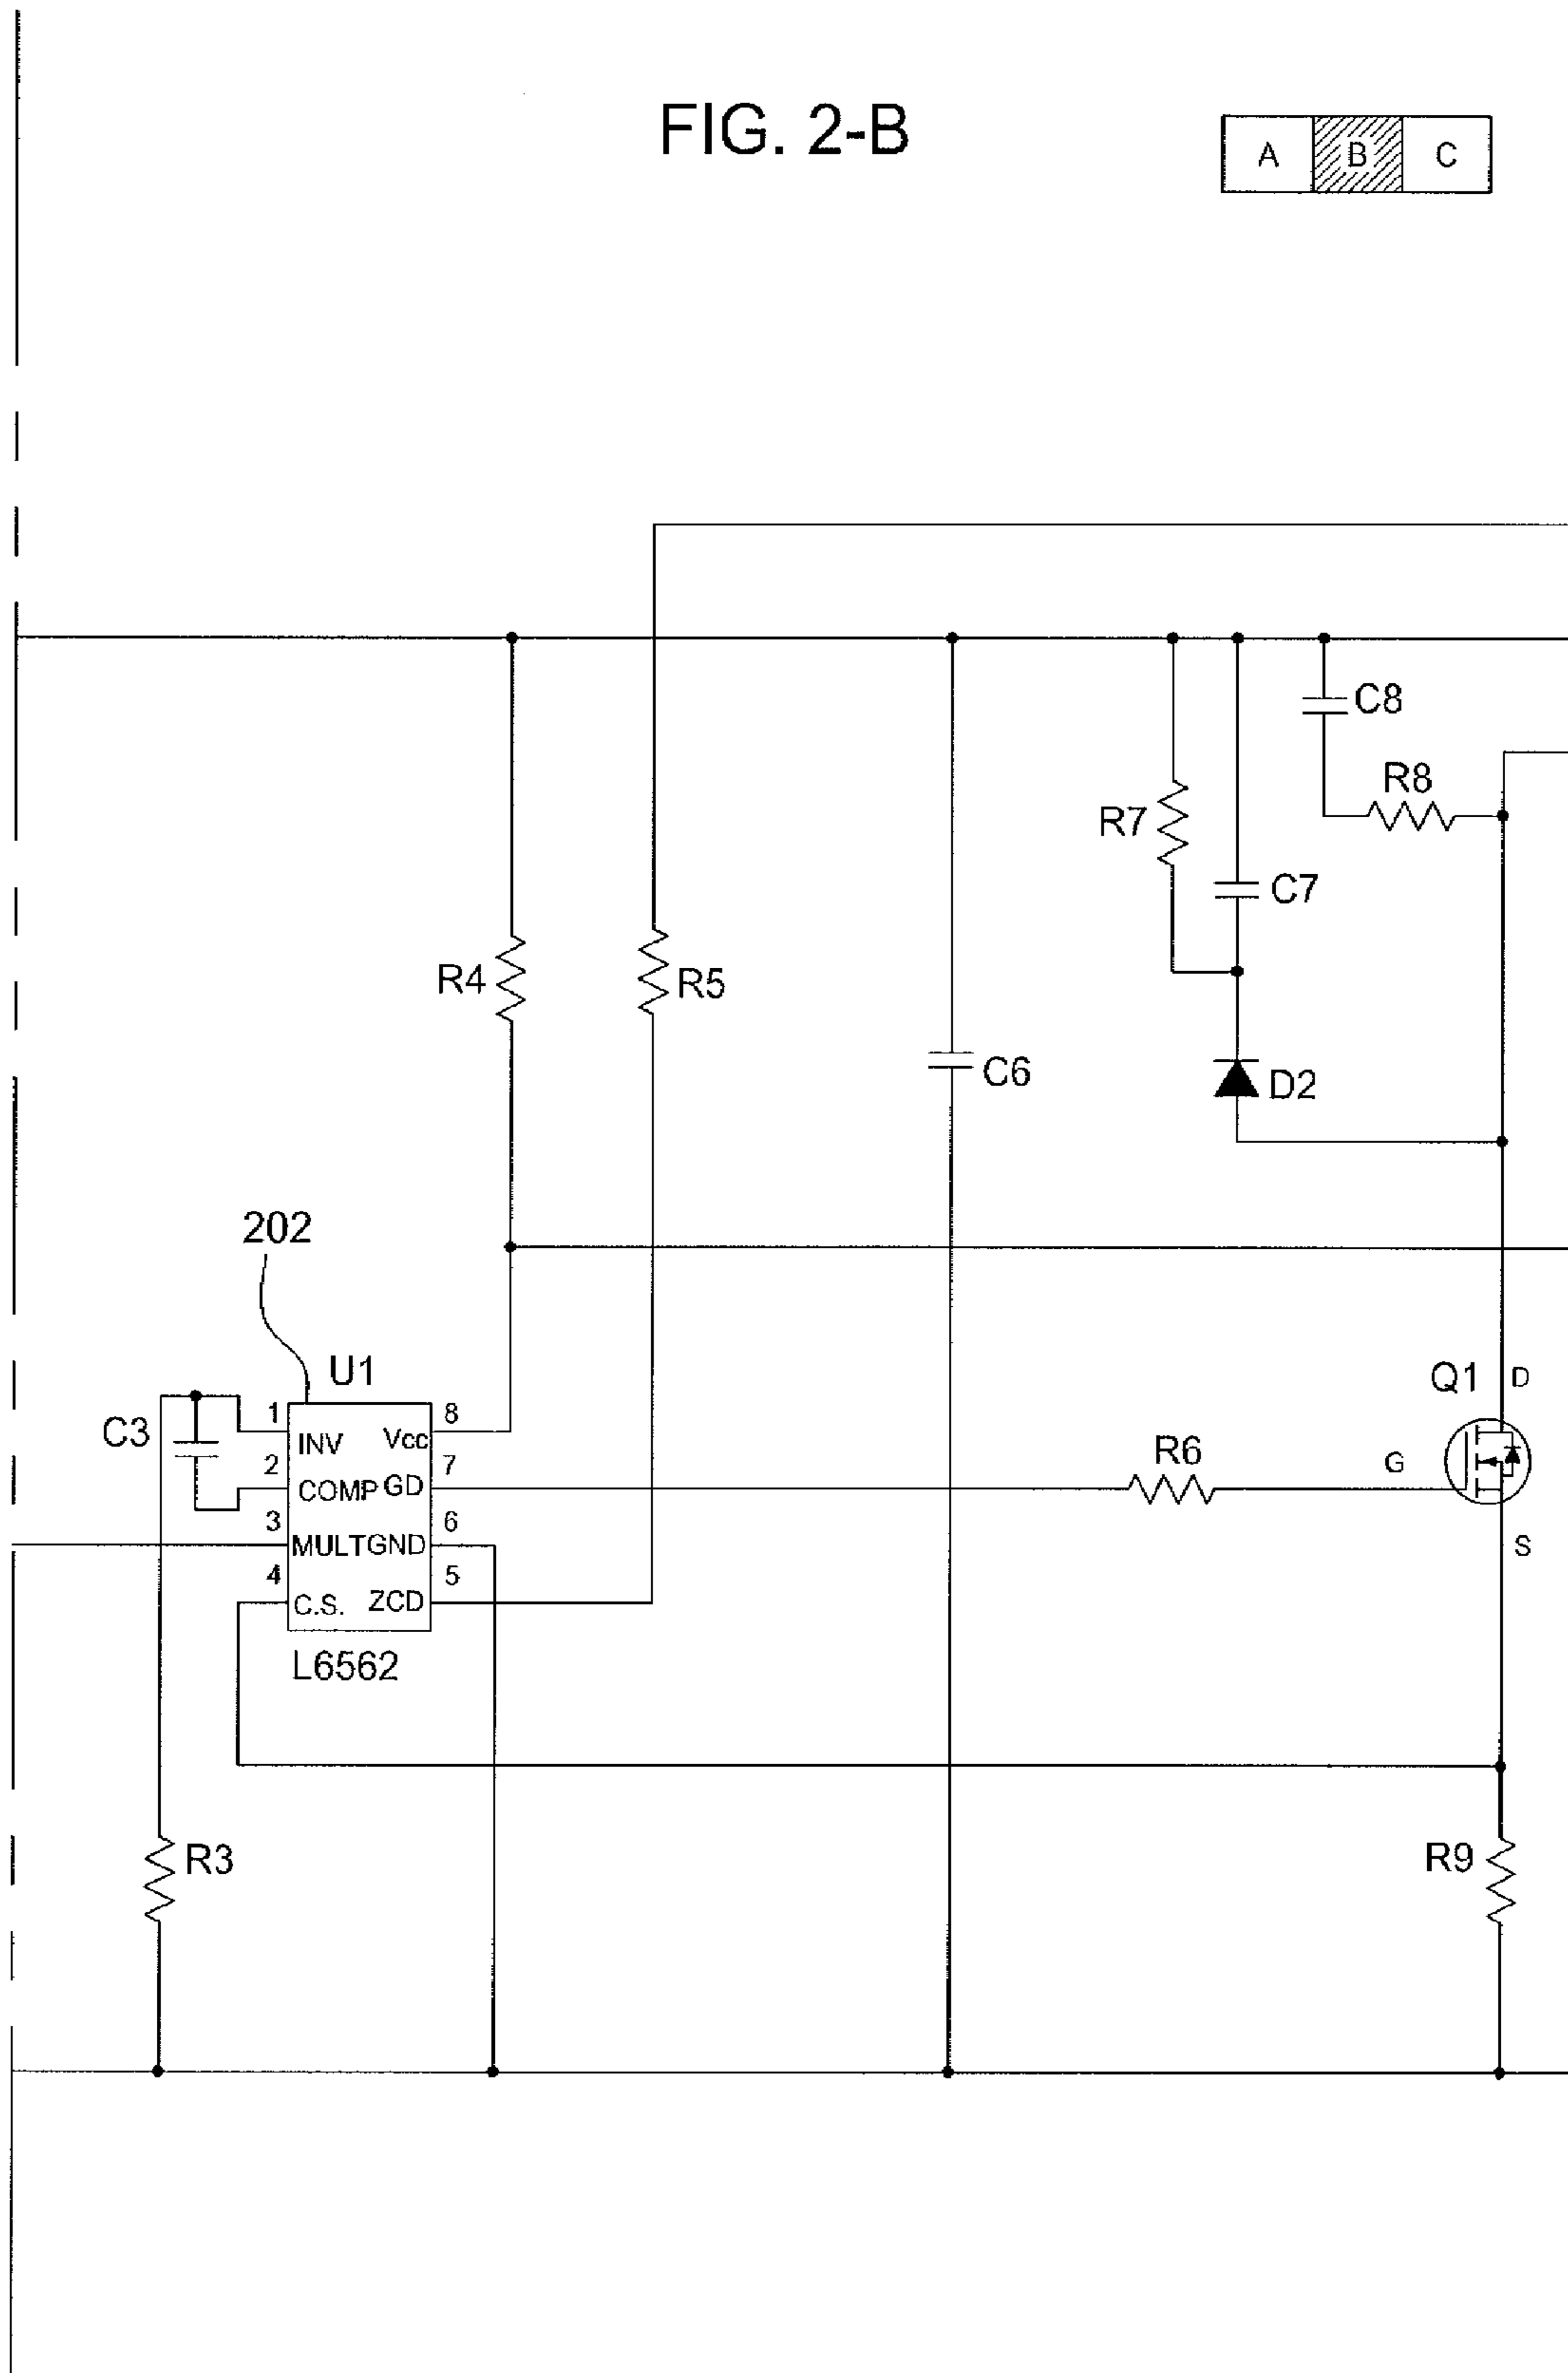 FIG. 2-B
A B C
C8
R8
R7
C7
R4
R5
C6
D2
202
U1
Q1 D
C3
1 8
INV Vcc
2 7
COMP GD
R6
G
3 6
MULT GND
S
4 5
C.S. ZCD
L6562
R3
R9